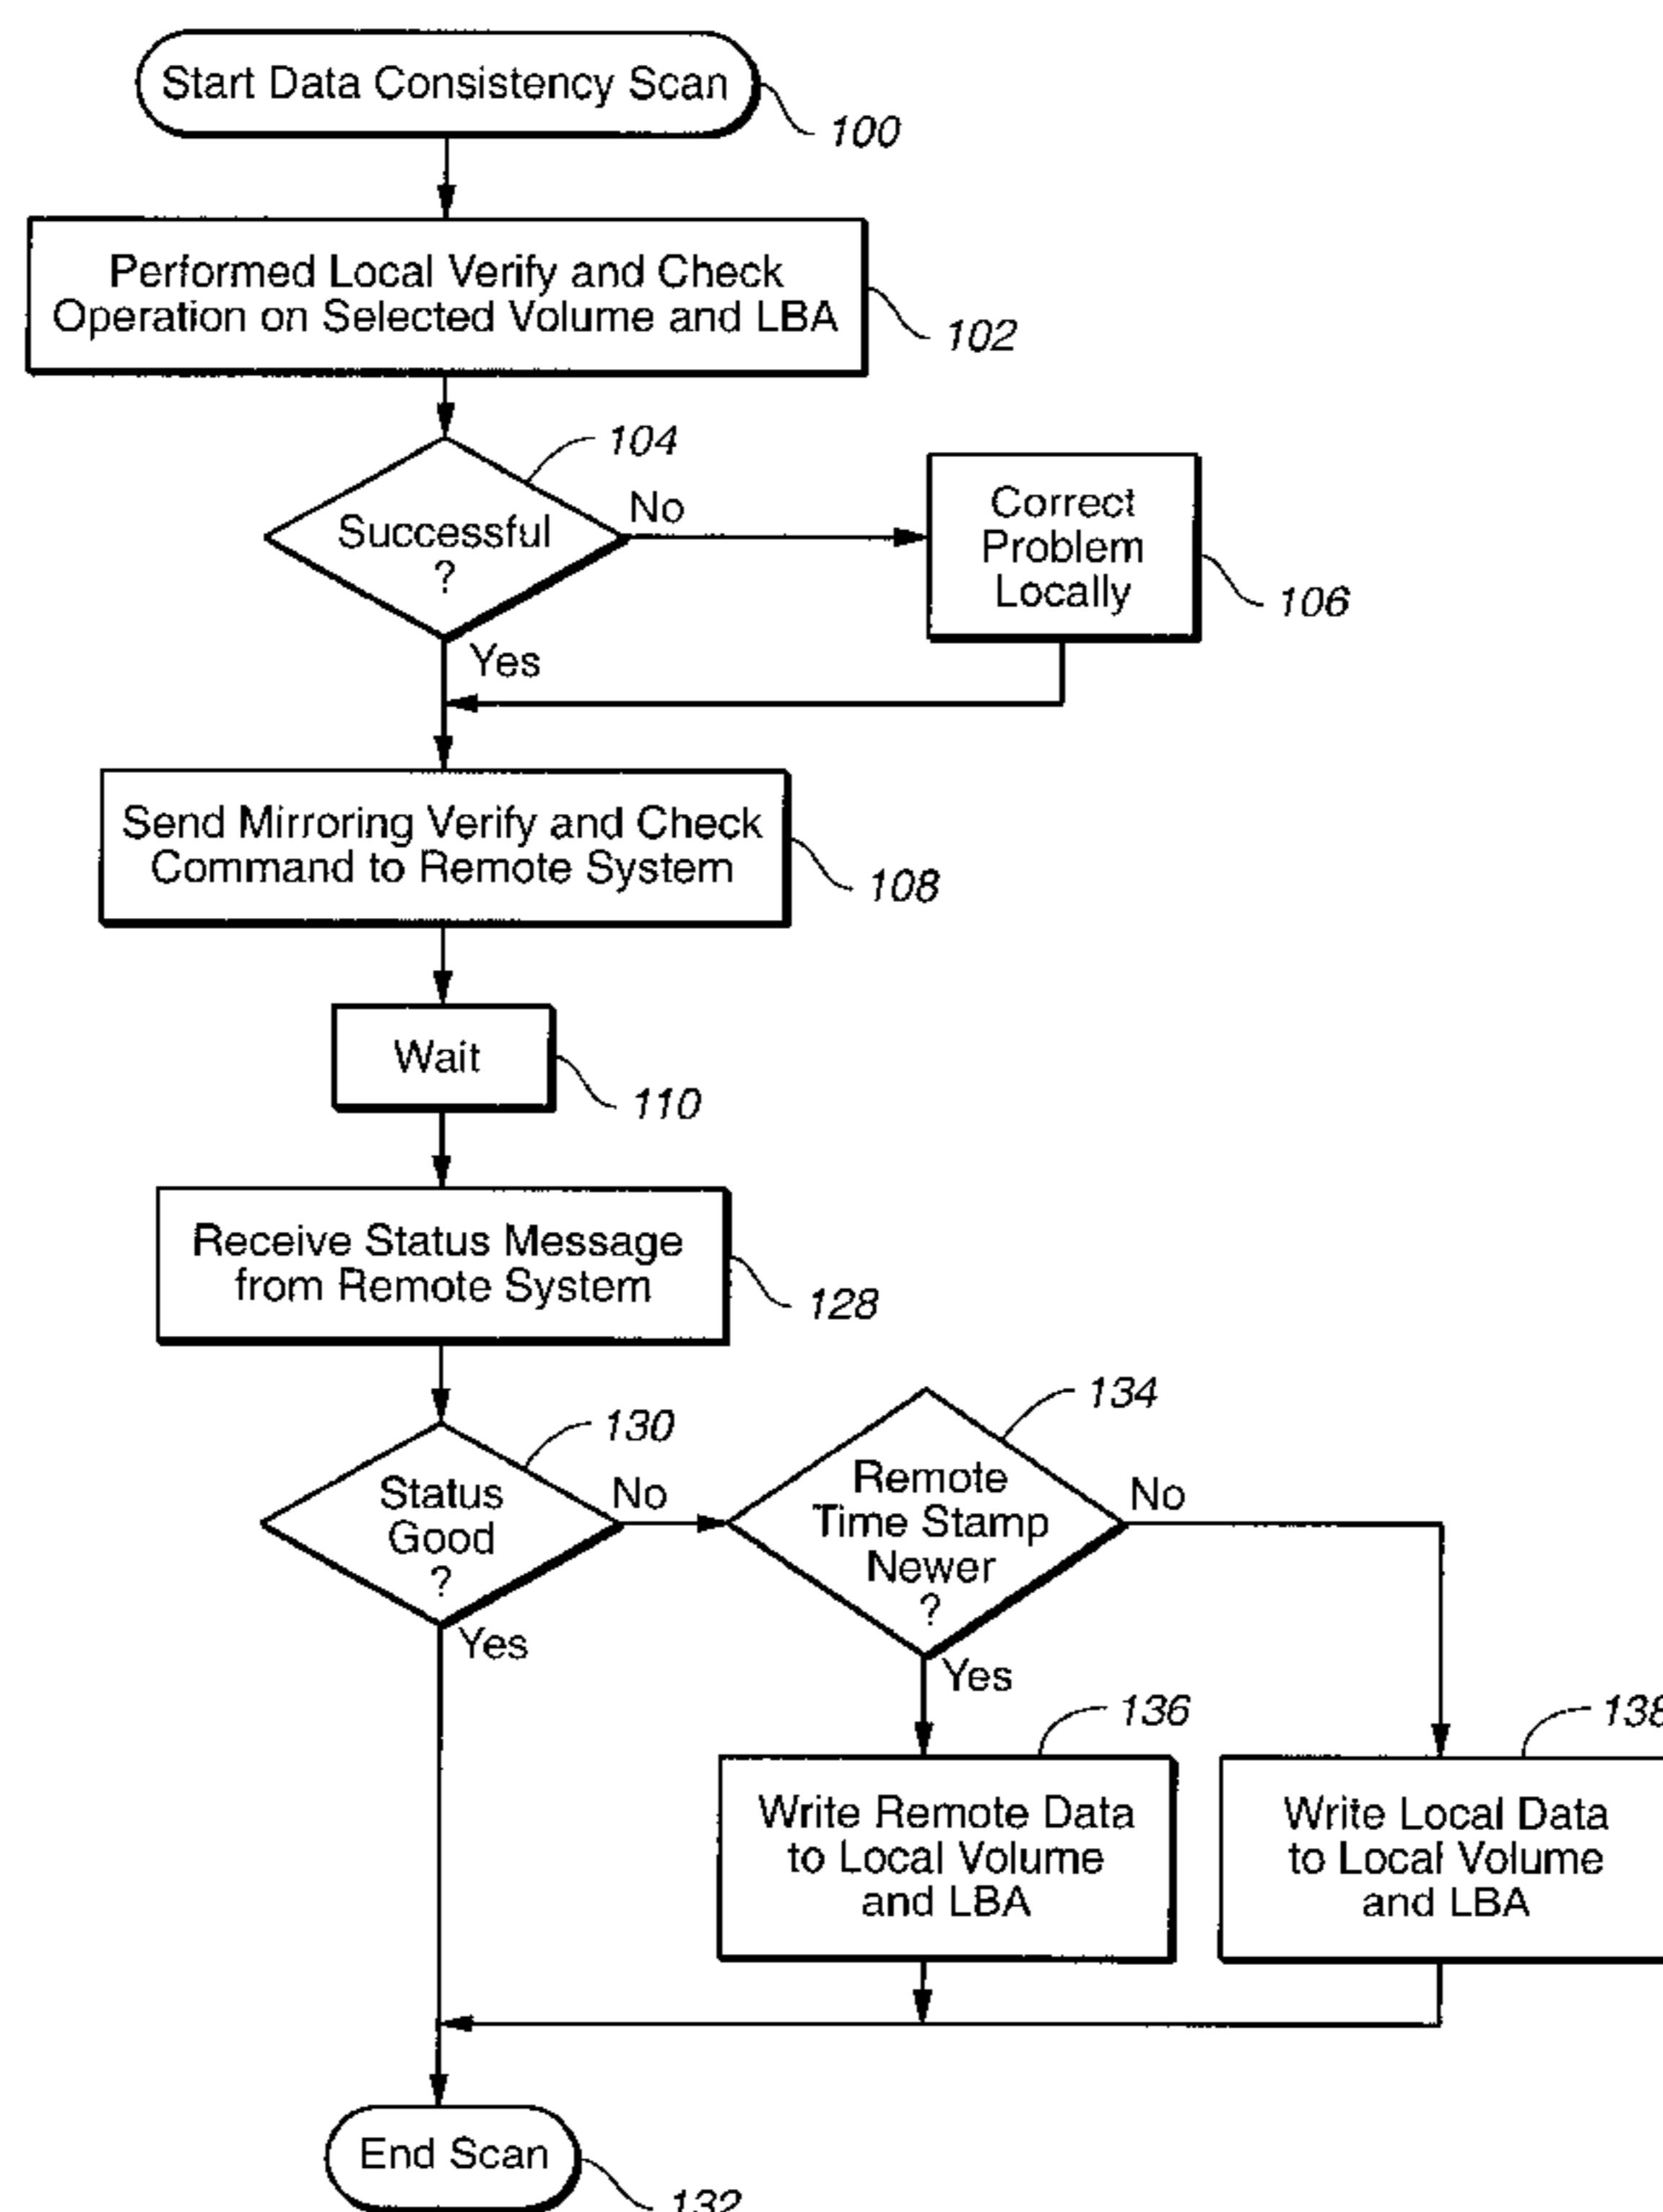 Start Data Consistency Scan
100
Performed Local Verify and Check
Operation on Selected Volume and LBA
102
104
Successful
?
No
Yes
Correct
Problem
Locally
106
Send Mirroring Verify and Check
Command to Remote System
108
Wait
110
Receive Status Message
from Remote System
128
130
Status
Good
?
No
Yes
134
Remote
Time Stamp
Newer
?
No
Yes
136
Write Remote Data
to Local Volume
and LBA
138
Write Local Data
to Local Volume
and LBA
End Scan
132